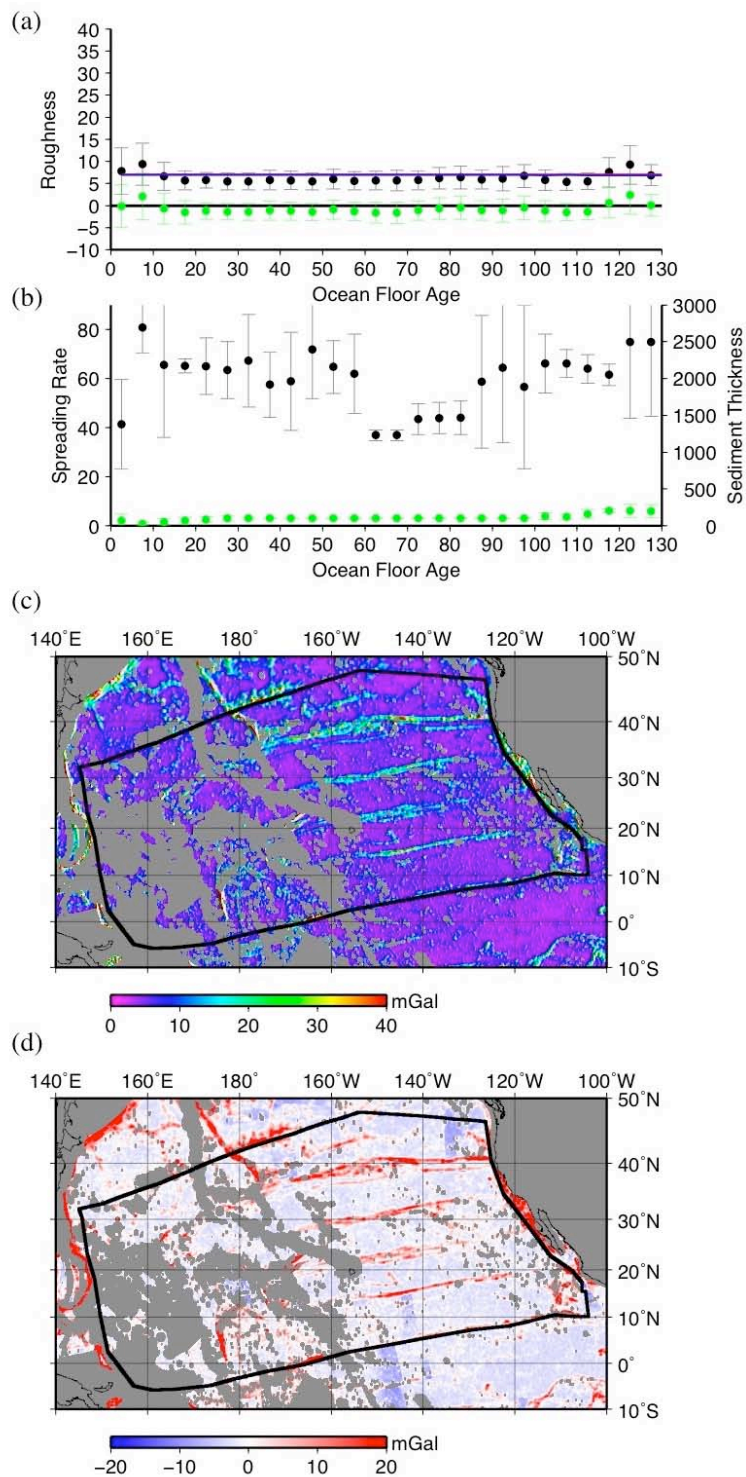 (a)
40
35
30
25
20
15
10
5
0
−5
−10
Roughness
0 10 20 30 40 50 60 70 80 90 100 110 120 130
Ocean Floor Age
(b)
80
60
40
20
0
Spreading Rate
3000
2500
2000
1500
1000
500
0
Sediment Thickness
0 10 20 30 40 50 60 70 80 90 100 110 120 130
Ocean Floor Age
(c)
140˚E 160˚E 180˚ 160˚W 140˚W 120˚W 100˚W
50˚N
40˚N
30˚N
20˚N
10˚N
0˚
10˚S
mGal
0 10 20 30 40
(d)
140˚E 160˚E 180˚ 160˚W 140˚W 120˚W 100˚W
50˚N
40˚N
30˚N
20˚N
10˚N
0˚
10˚S
mGal
−20 −10 0 10 20